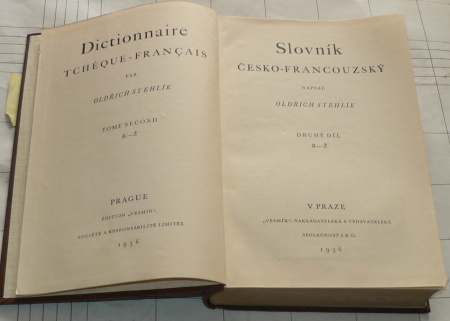 Dictionnaire
TCHÈQUE-FRANÇAIS
PAR
OLDŘICH STEHLÍK
TOME SECOND
R—Ž
PRAGUE
ÉDITION „VESMÍR“,
SOCIÉTÉ À RESPONSABILITÉ LIMITÉE
1936
Slovník
ČESKO-FRANCOUZSKÝ
NAPSAL
OLDŘICH STEHLÍK
DRUHÝ DÍL
R—Ž
V PRAZE
„VESMÍR“, NAKLADATELSKÁ A VYDAVATELSKÁ
SPOLEČNOST S R. O.
1936